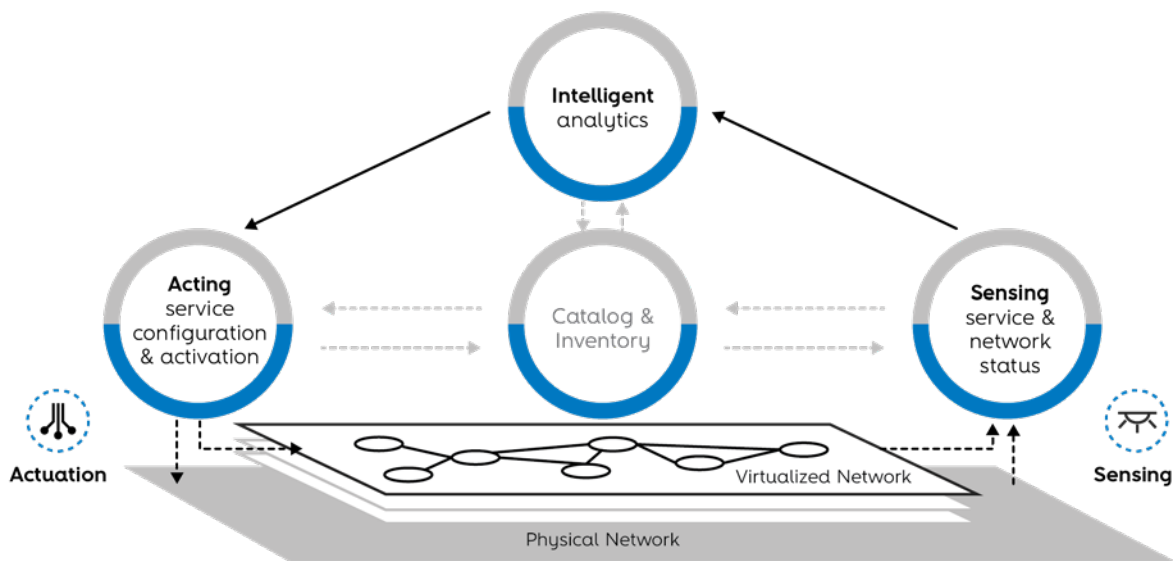 Intelligent
analytics
Acting
service
configuration
& activation
Catalog &
Inventory
Sensing
service &
network
status
Actuation
Sensing
Virtualized Network
Physical Network